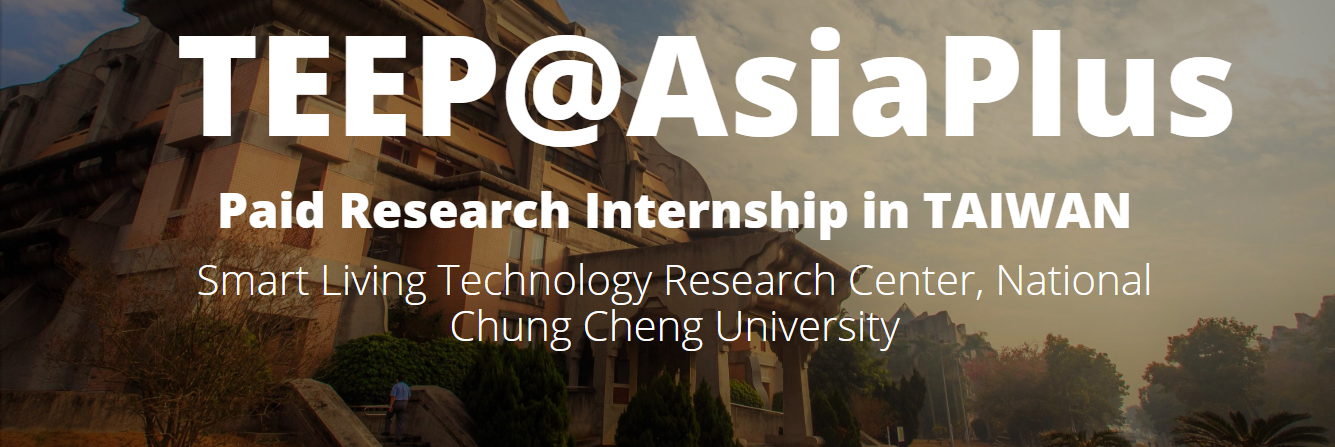 TEEP@AsiaPlus
Paid Research Internship in TAIWAN
Smart Living Technology Research Center, National
Chung Cheng University